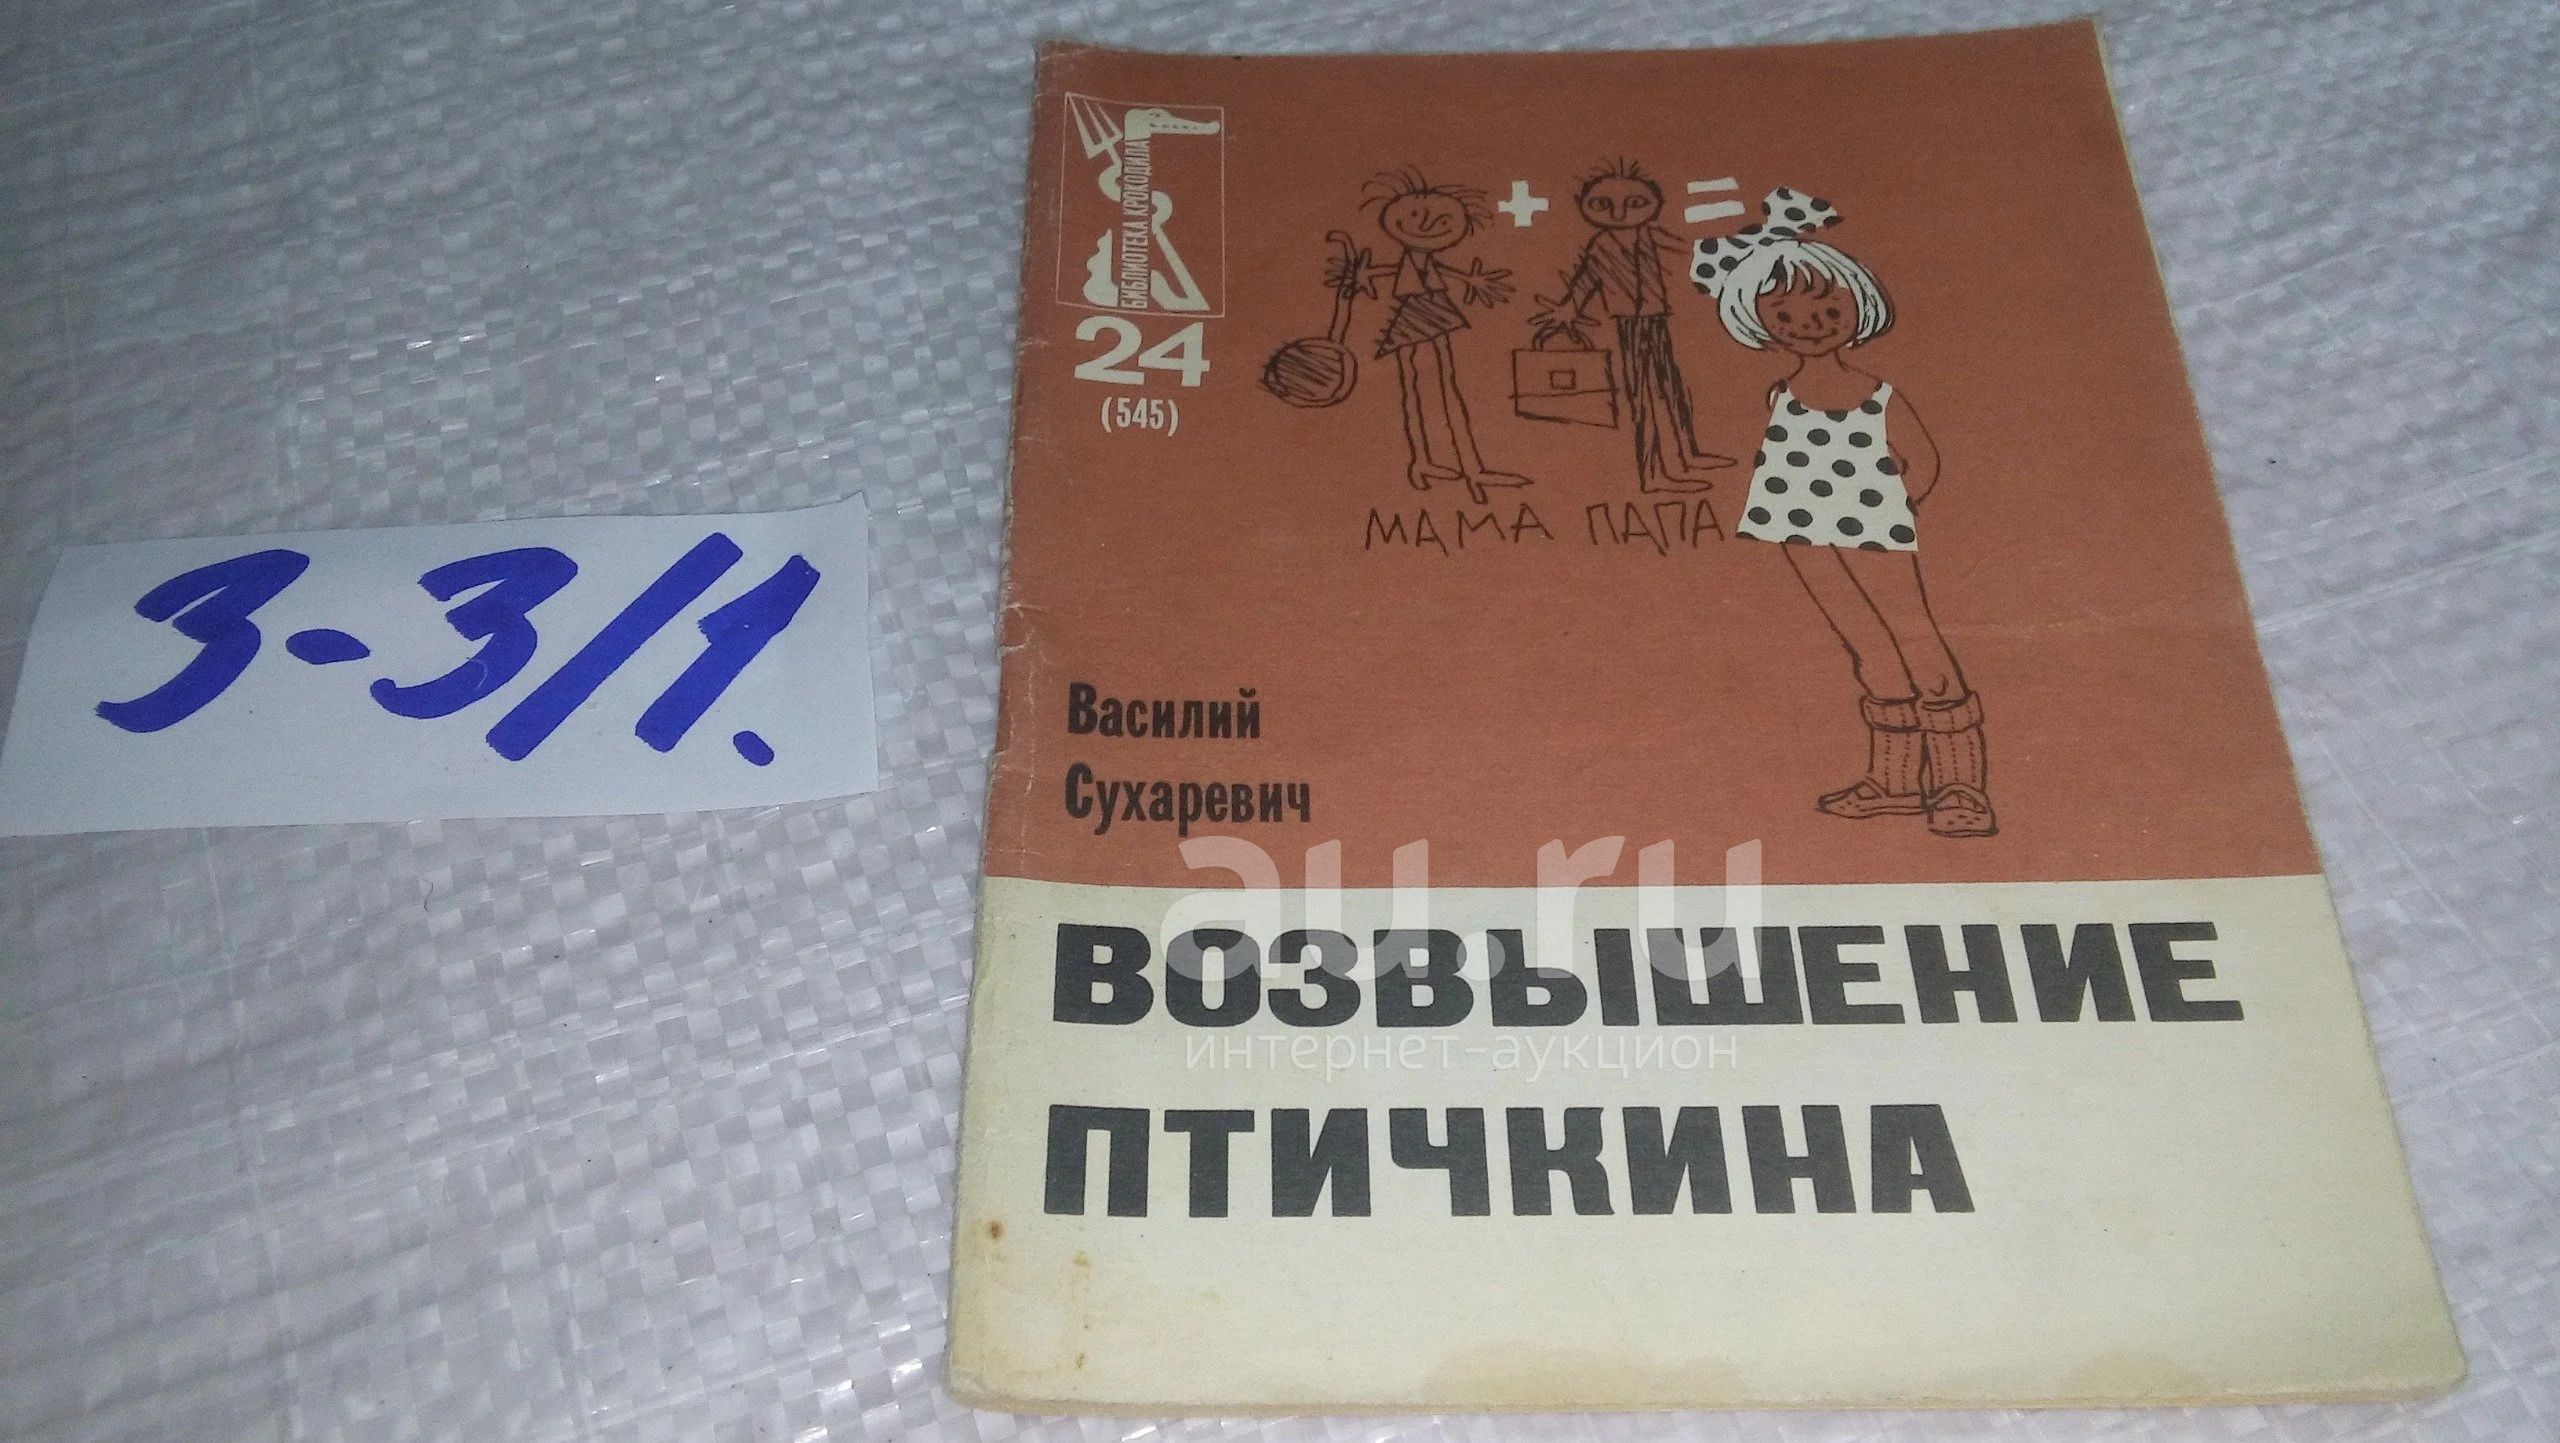 3-3/1.
БИБЛИОТЕКА КРОКОДИЛА
24
(545)
+ =
МАМА ПАПА
Василий
Сухаревич
au.ru
ВОЗВЫШЕНИЕ
интернет-аукцион
ПТИЧКИНА